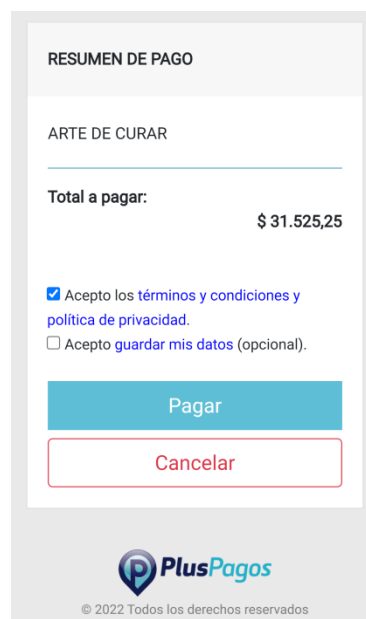 RESUMEN DE PAGO
ARTE DE CURAR
Total a pagar:
$ 31.525,25
Acepto los términos y condiciones y
política de privacidad.
Acepto guardar mis datos (opcional).
Pagar
Cancelar
PlusPagos
© 2022 Todos los derechos reservados